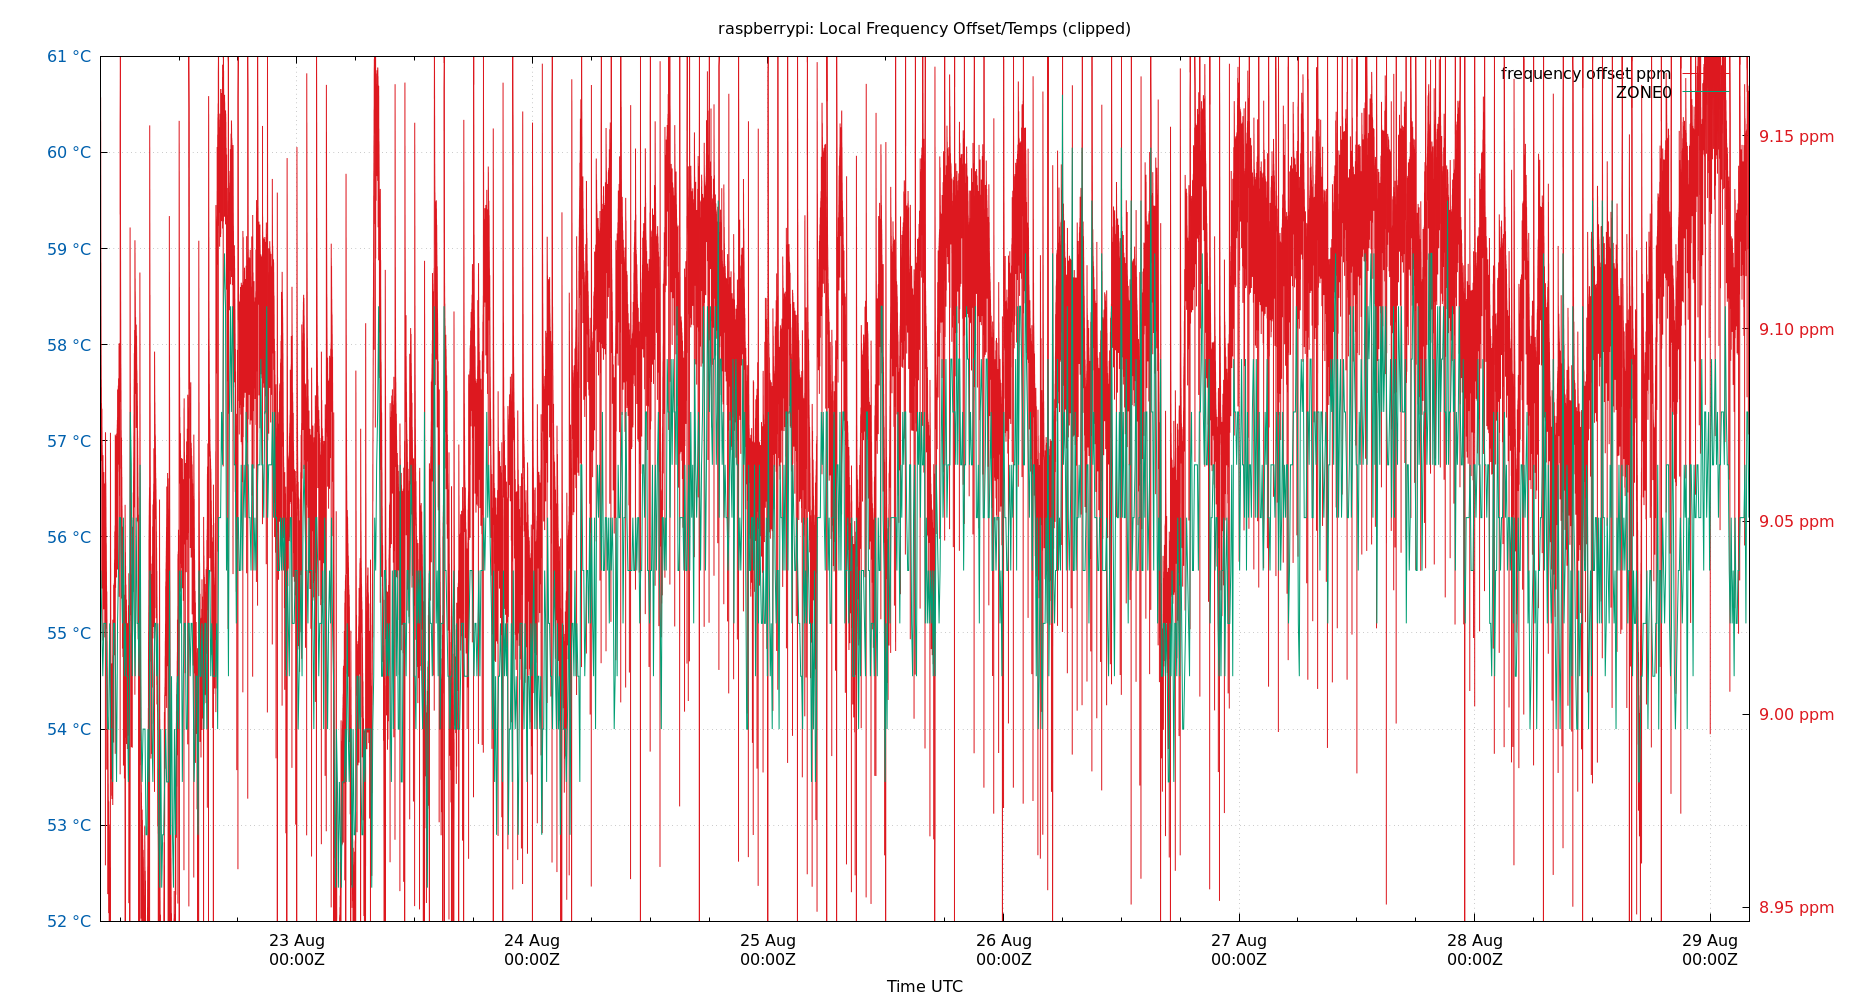 raspberrypi: Local Frequency Offset/Temps (clipped)
61 °C
60 °C
59 °C
58 °C
57 °C
56 °C
55 °C
54 °C
53 °C
52 °C
frequency offset ppm
ZONE0
9.15 ppm
9.10 ppm
9.05 ppm
9.00 ppm
8.95 ppm
23 Aug
00:00Z
24 Aug
00:00Z
25 Aug
00:00Z
26 Aug
00:00Z
27 Aug
00:00Z
28 Aug
00:00Z
29 Aug
00:00Z
Time UTC